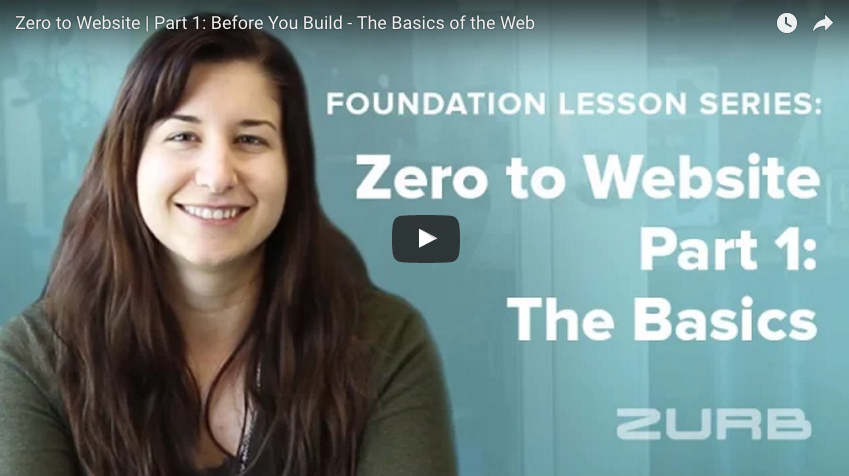 Zero to Website | Part 1: Before You Build - The Basics of the Web
FOUNDATION LESSON SERIES:
Zero to Website
Part 1:
The Basics
ZURB